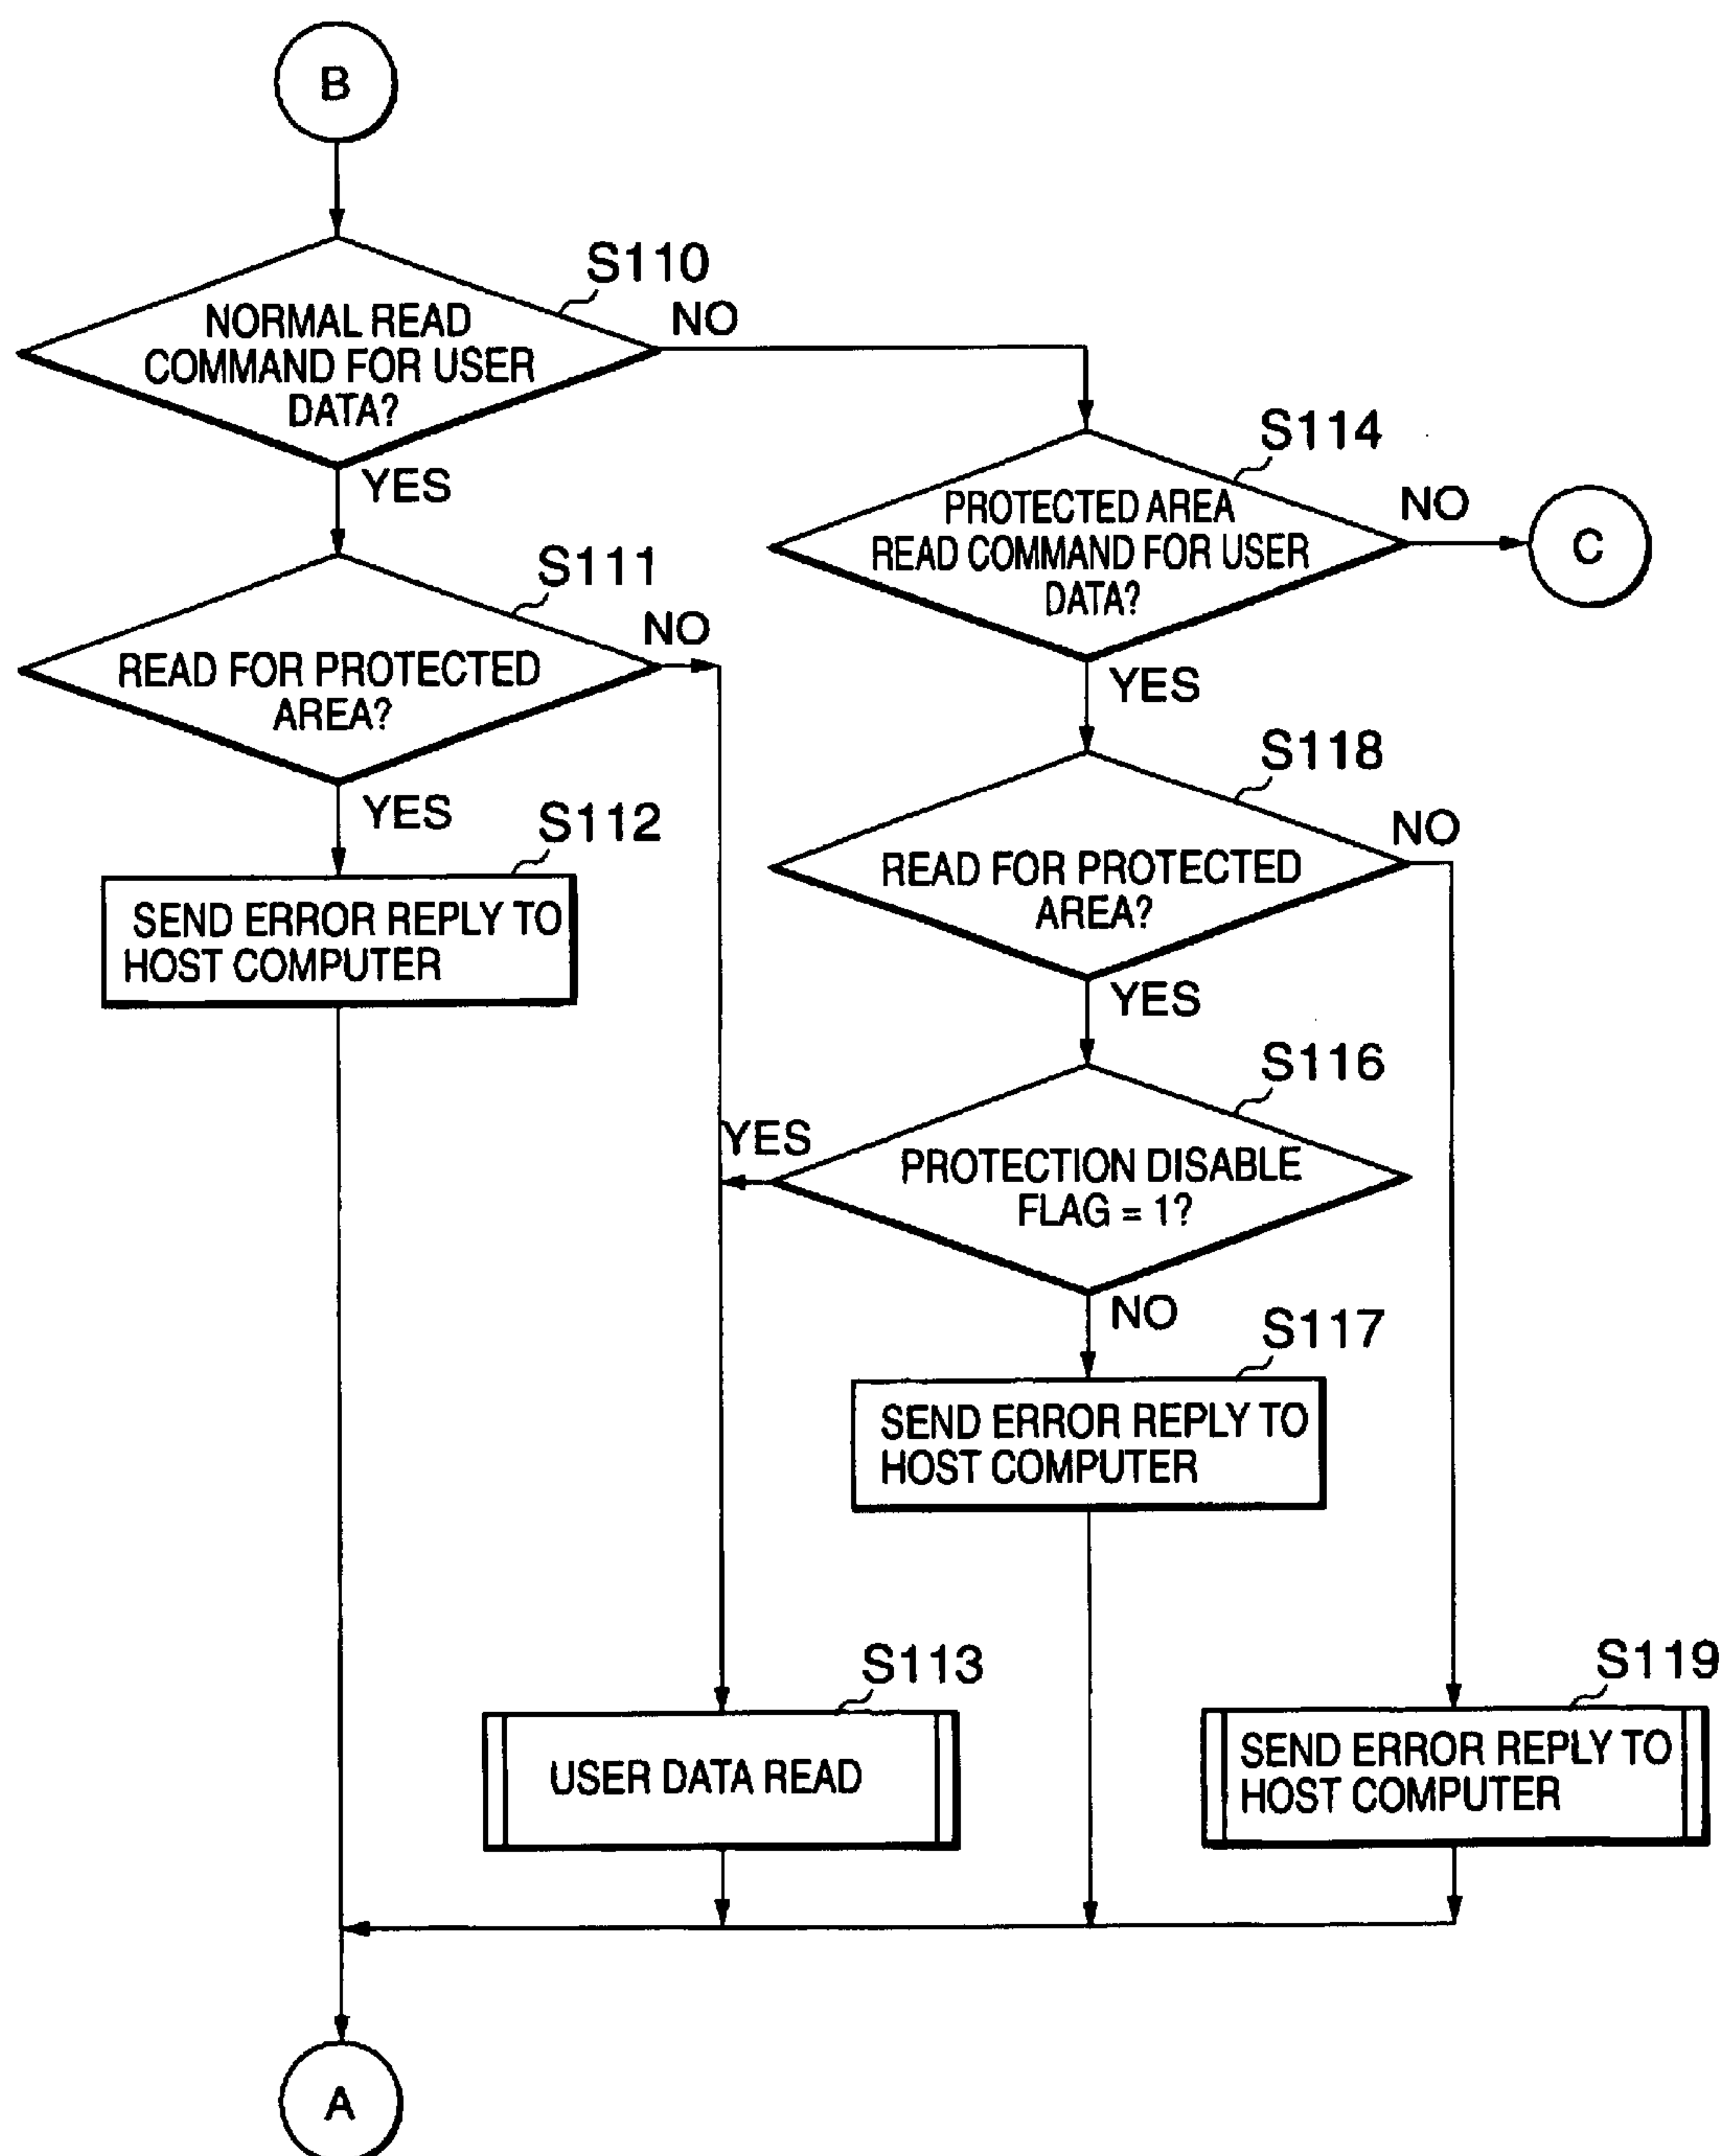 B
S110
NORMAL READ
COMMAND FOR USER
DATA?
NO
YES
S111
READ FOR PROTECTED
AREA?
NO
YES
S112
SEND ERROR REPLY TO
HOST COMPUTER
S114
PROTECTED AREA
READ COMMAND FOR USER
DATA?
NO
C
YES
S118
READ FOR PROTECTED
AREA?
NO
YES
S116
PROTECTION DISABLE
FLAG = 1?
YES
NO
S117
SEND ERROR REPLY TO
HOST COMPUTER
S113
USER DATA READ
S119
SEND ERROR REPLY TO
HOST COMPUTER
A